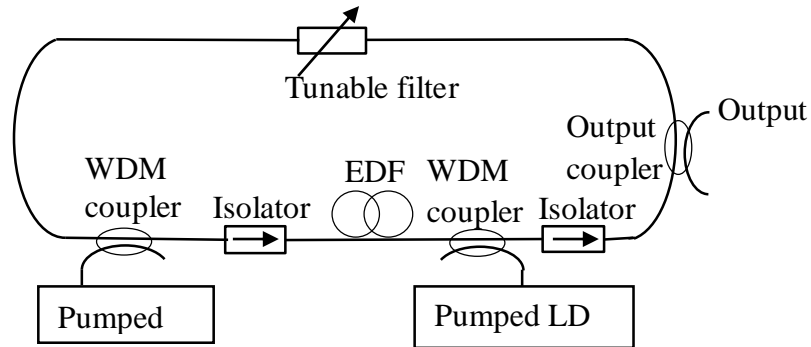 Tunable filter
Output
Output
coupler
WDM
coupler
Isolator
EDF
WDM
coupler
Isolator
Pumped
Pumped LD